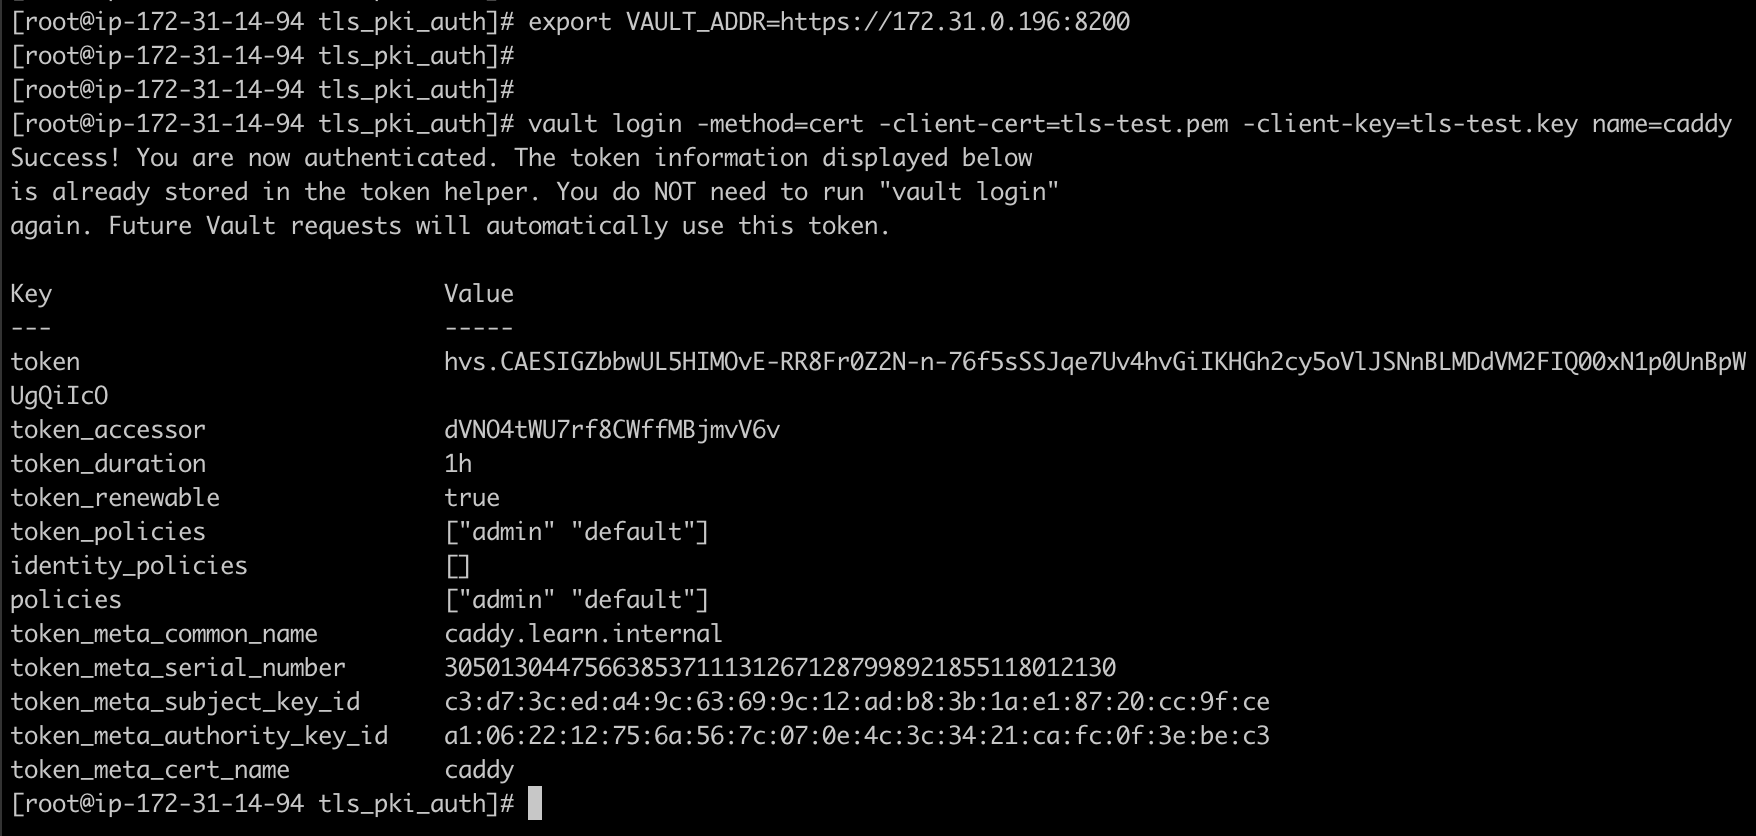 [root@ip-172-31-14-94 tls_pki_auth]# export VAULT_ADDR=https://172.31.0.196:8200
[root@ip-172-31-14-94 tls_pki_auth]#
[root@ip-172-31-14-94 tls_pki_auth]#
[root@ip-172-31-14-94 tls_pki_auth]# vault login -method=cert -client-cert=tls-test.pem -client-key=tls-test.key name=caddy
Success! You are now authenticated. The token information displayed below
is already stored in the token helper. You do NOT need to run "vault login"
again. Future Vault requests will automatically use this token.
Key Value
--- -----
token hvs.CAESIGZbbwUL5HIMOvE-RR8Fr0Z2N-n-76f5sSSJqe7Uv4hvGiIKHGh2cy5oVlJSNnBLMDdVM2FIQ00xN1p0UnBpW
UgQiIcO
token_accessor dVNO4tWU7rf8CWffMBjmvV6v
token_duration 1h
token_renewable true
token_policies ["admin" "default"]
identity_policies []
policies ["admin" "default"]
token_meta_common_name caddy.learn.internal
token_meta_serial_number 305013044756638537111312671287998921855118012130
token_meta_subject_key_id c3:d7:3c:ed:a4:9c:63:69:9c:12:ad:b8:3b:1a:e1:87:20:cc:9f:ce
token_meta_authority_key_id a1:06:22:12:75:6a:56:7c:07:0e:4c:3c:34:21:ca:fc:0f:3e:be:c3
token_meta_cert_name caddy
[root@ip-172-31-14-94 tls_pki_auth]#